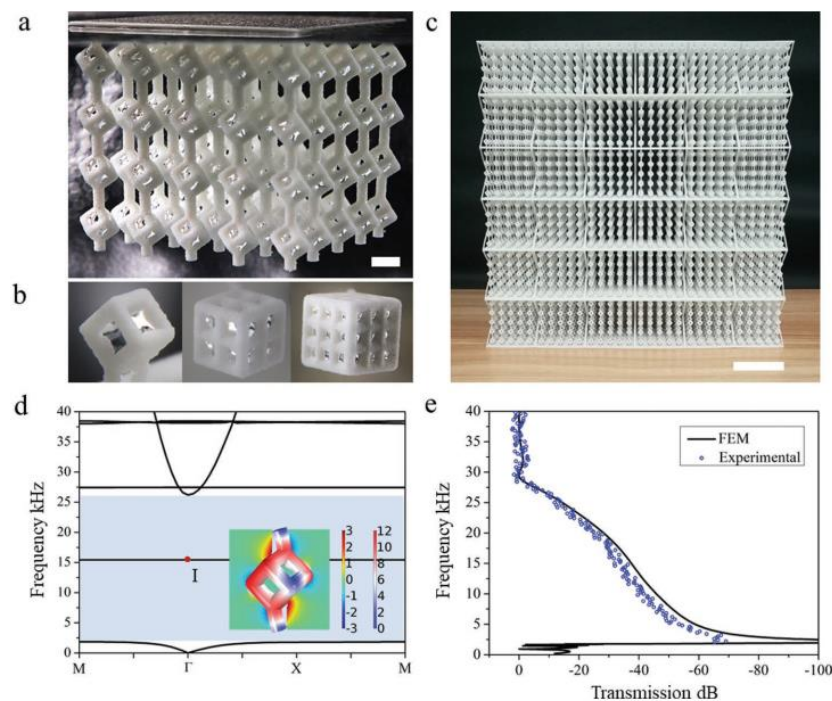 a
c
b
d
40
35
30
25
20
15
10
5
0
Frequency kHz
I
3
2
1
0
-1
-2
-3
12
10
8
6
4
2
0
M
Γ
X
M
e
40
35
30
25
20
15
10
5
0
Frequency kHz
FEM
Experimental
0
-20
-40
-60
-80
-100
Transmission dB